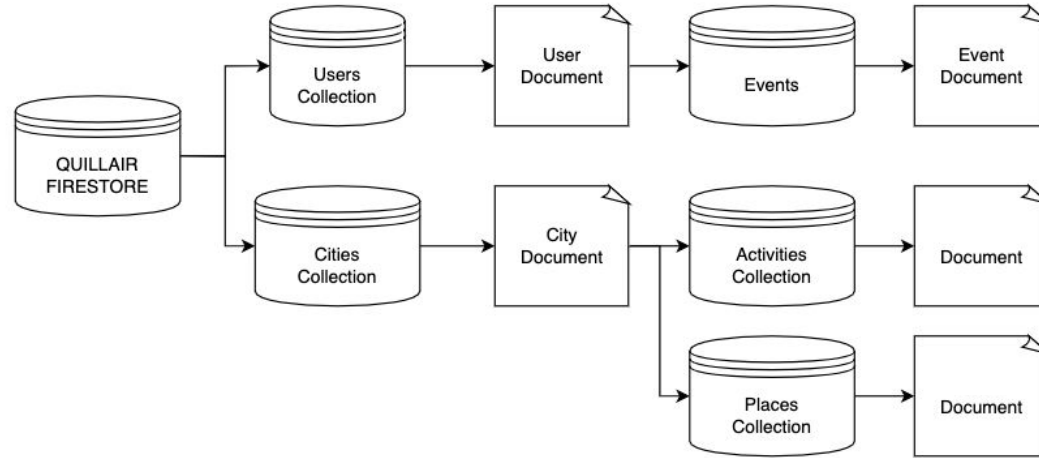 Users
Collection
User
Document
Events
Event
Document
QUILLAIR
FIRESTORE
Cities
Collection
City
Document
Activities
Collection
Document
Places
Collection
Document